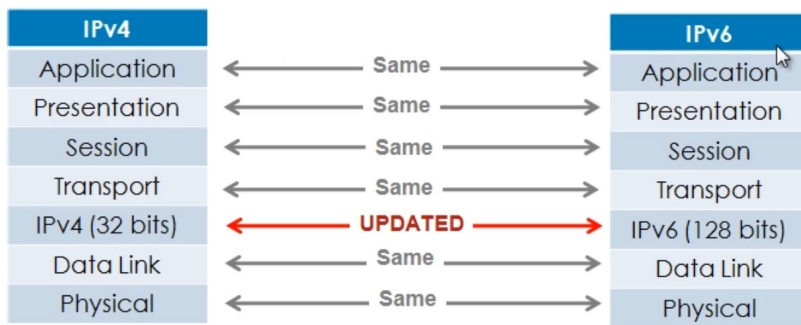 IPv4 IPv6
Application Same Application
Presentation Same Presentation
Session Same Session
Transport Same Transport
IPv4 (32 bits) UPDATED IPv6 (128 bits)
Data Link Same Data Link
Physical Same Physical